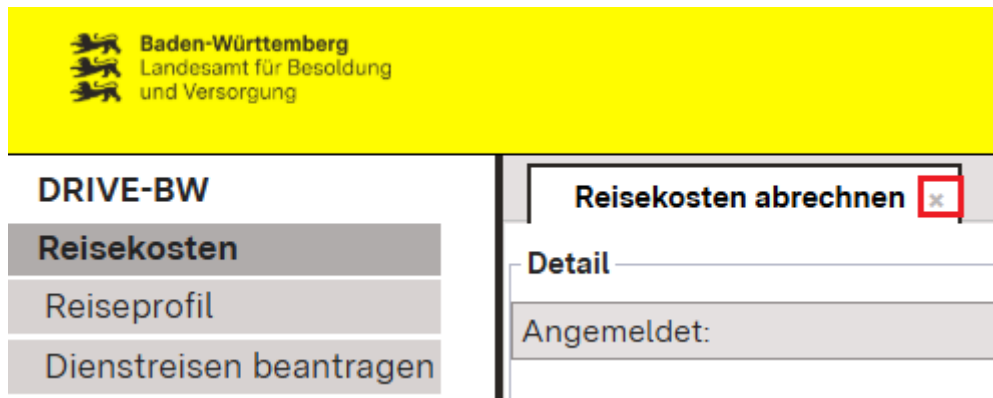 Baden-Württemberg
Landesamt für Besoldung
und Versorgung
DRIVE-BW
Reisekosten
Reiseprofil
Dienstreisen beantragen
Reisekosten abrechnen ×
Detail
Angemeldet: